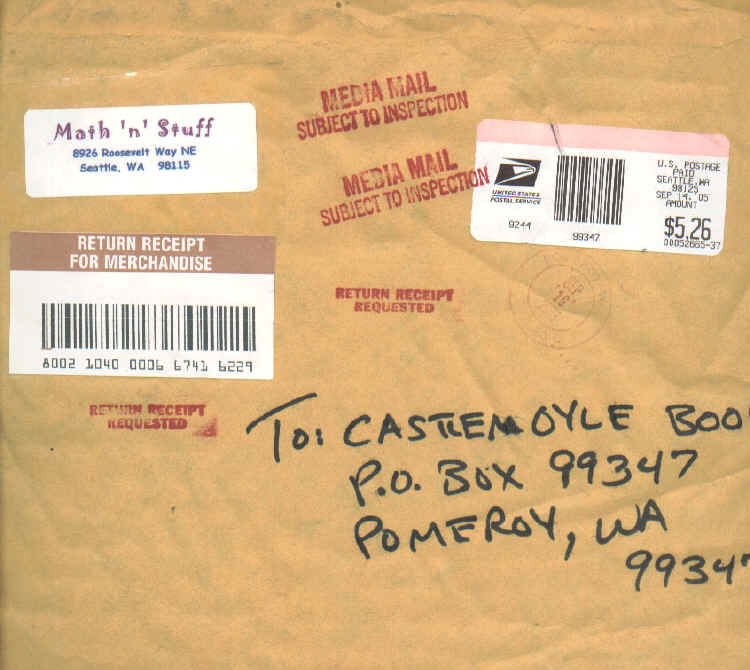 MEDIA MAIL
SUBJECT TO INSPECTION
Math 'n' Stuff
8926 Roosevelt Way NE
Seattle, WA 98115
MEDIA MAIL
SUBJECT TO INSPECTION
UNITED STATES
POSTAL SERVICE
9244
99347
U.S. POSTAGE
PAID
SEATTLE, WA
98125
SEP 14, 05
AMOUNT
$5.26
00052665-37
RETURN RECEIPT
FOR MERCHANDISE
8002 1040 0006 6741 6229
RETURN RECEIPT
REQUESTED
RETURN RECEIPT
REQUESTED
To: CASTLEMOYLE BOO
P.O. BOX 99347
POMEROY, WA
99347